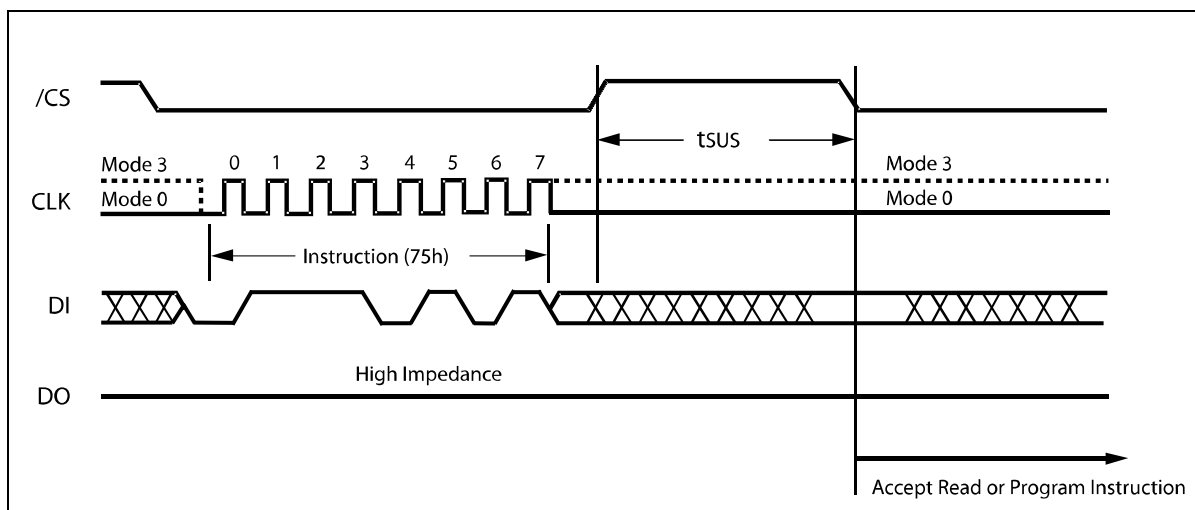 /CS
tSUS
Mode 3
0 1 2 3 4 5 6 7
Mode 3
CLK
Mode 0
Mode 0
Instruction (75h)
DI
High Impedance
DO
Accept Read or Program Instruction